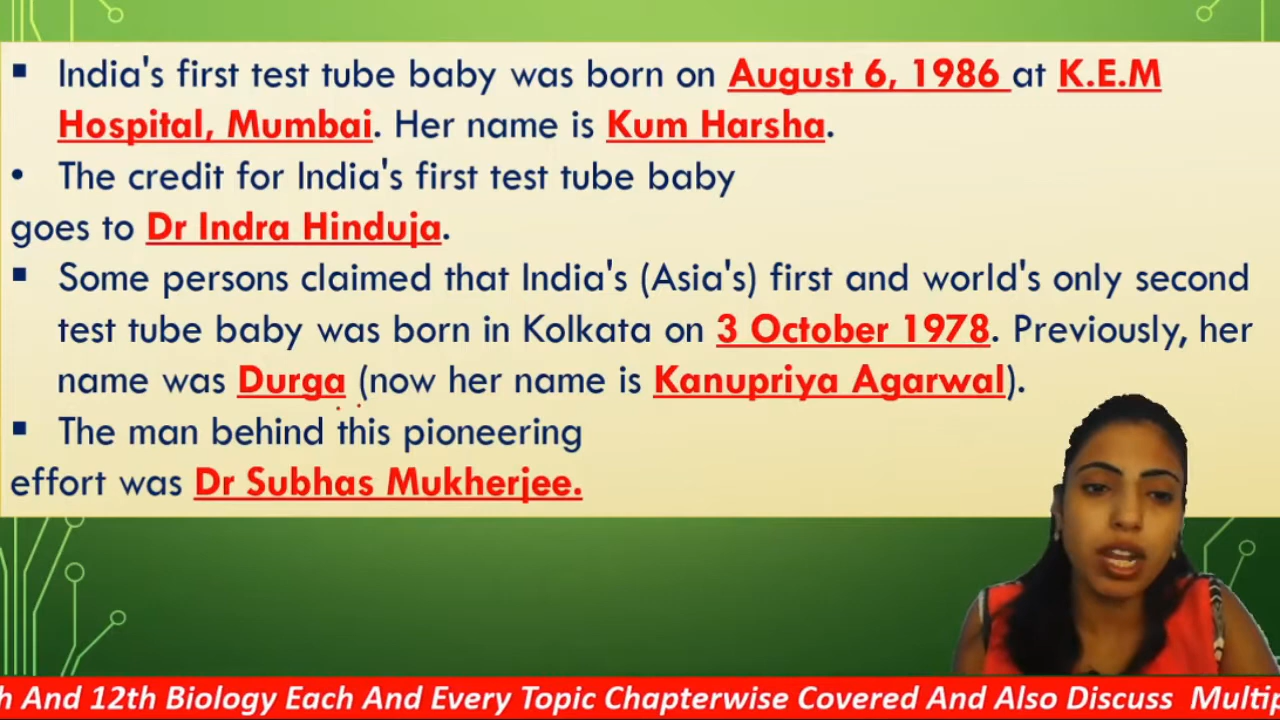 ▪ India's first test tube baby was born on August 6, 1986 at K.E.M
Hospital, Mumbai. Her name is Kum Harsha.
• The credit for India's first test tube baby
goes to Dr Indra Hinduja.
▪ Some persons claimed that India's (Asia's) first and world's only second
test tube baby was born in Kolkata on 3 October 1978. Previously, her
name was Durga (now her name is Kanupriya Agarwal).
▪ The man behind this pioneering
effort was Dr Subhas Mukherjee.
And 12th Biology Each And Every Topic Chapterwise Covered And Also Discuss